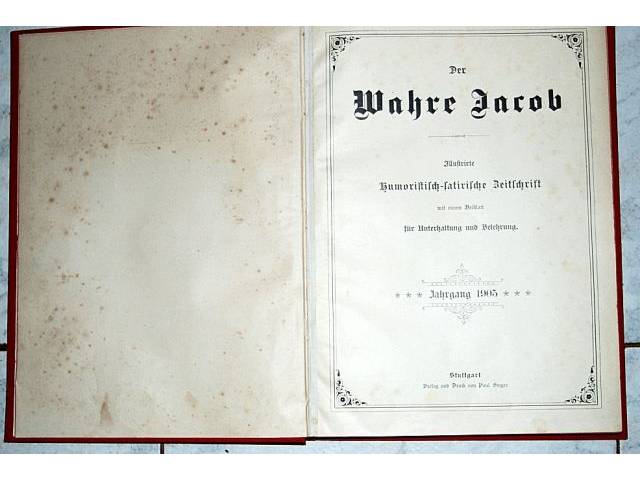 Der
Wahre Jacob
Illustrirte
Humoristisch-satirische Zeitschrift
mit einem Beiblatt
für Unterhaltung und Belehrung.
*** Jahrgang 1905 ***
Stuttgart
Verlag und Druck von Paul Singer